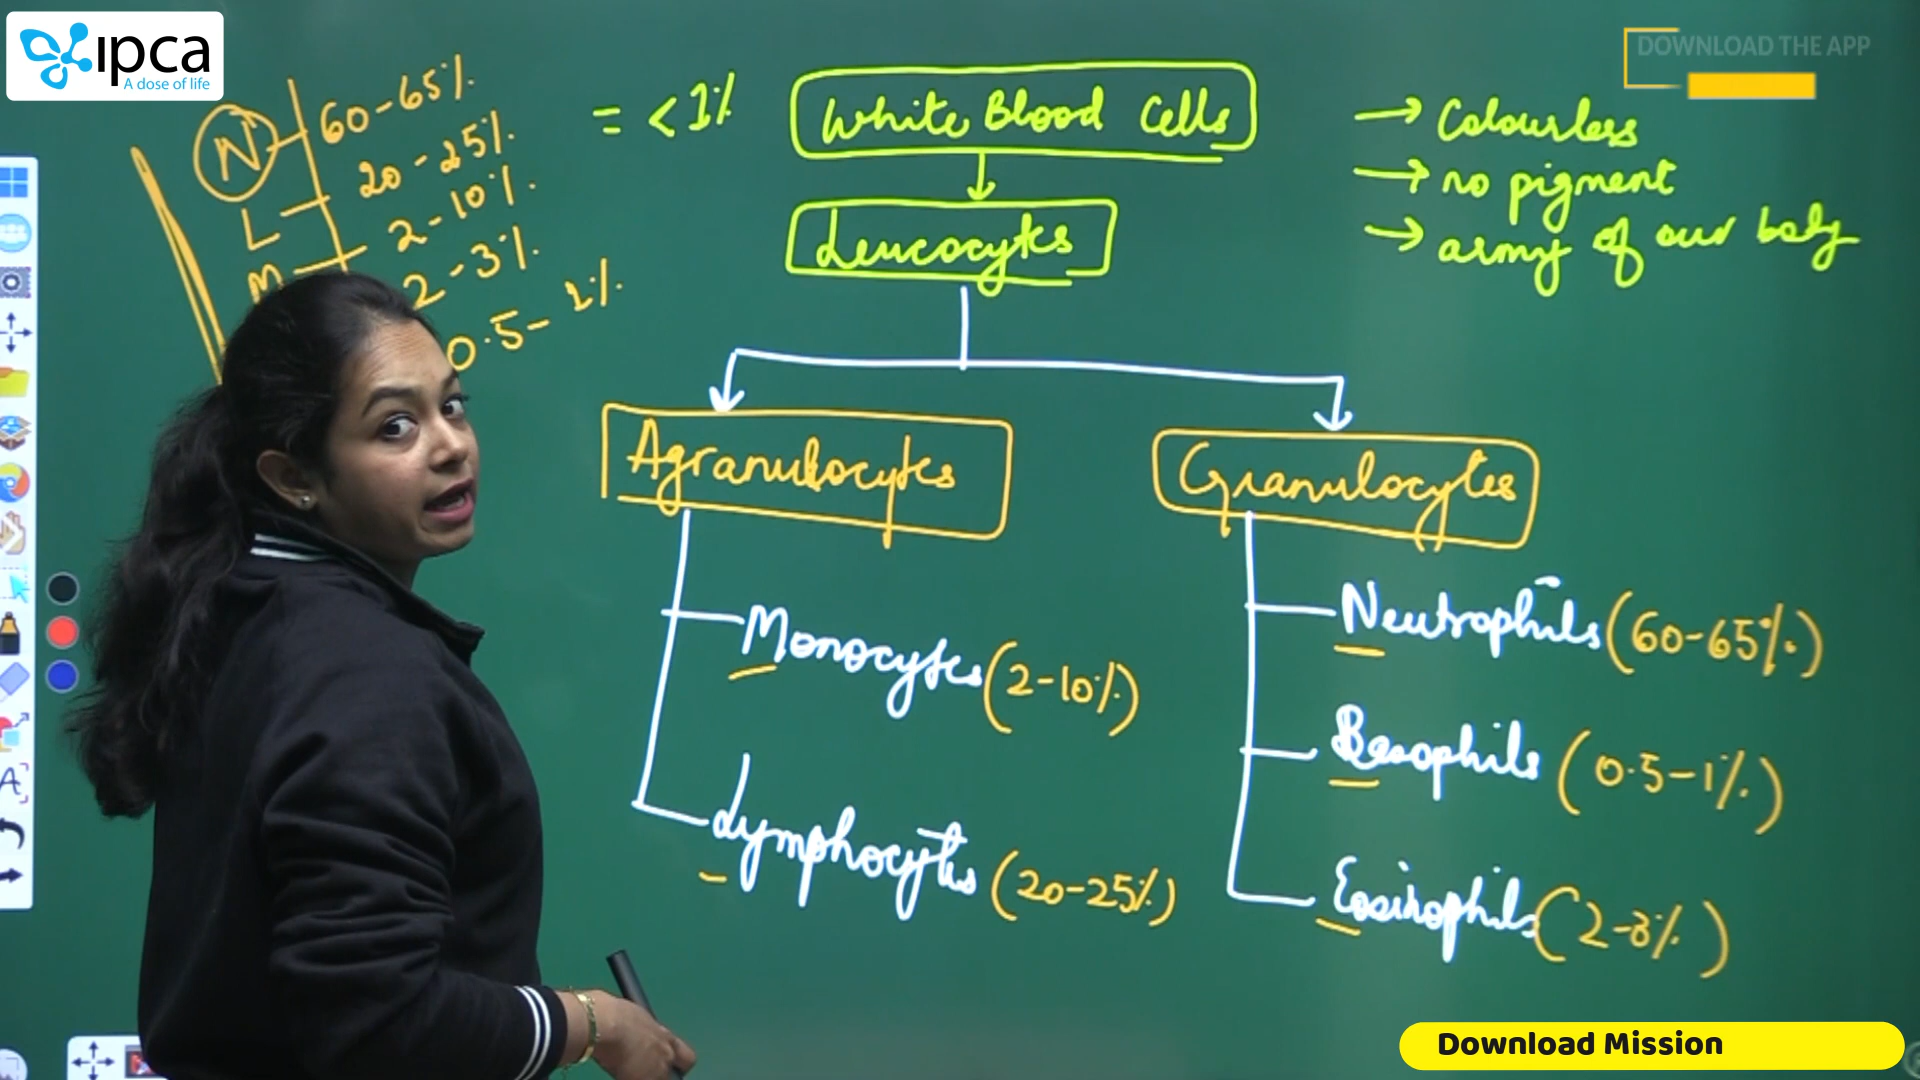 ıpca
A dose of life
DOWNLOAD THE APP
N 60-65%
L 20-25%
M 2-10%
2-3%
0.5-1%
= <1%
White Blood Cells
Leucocytes
→ Colourless
→ no pigment
→ army of our body
Agranulocytes
Monocytes (2-10%)
Lymphocytes (20-25%)
Granulocytes
Neutrophils (60-65%)
Basophils (0.5-1%)
Eosinophils (2-3%)
Download Mission